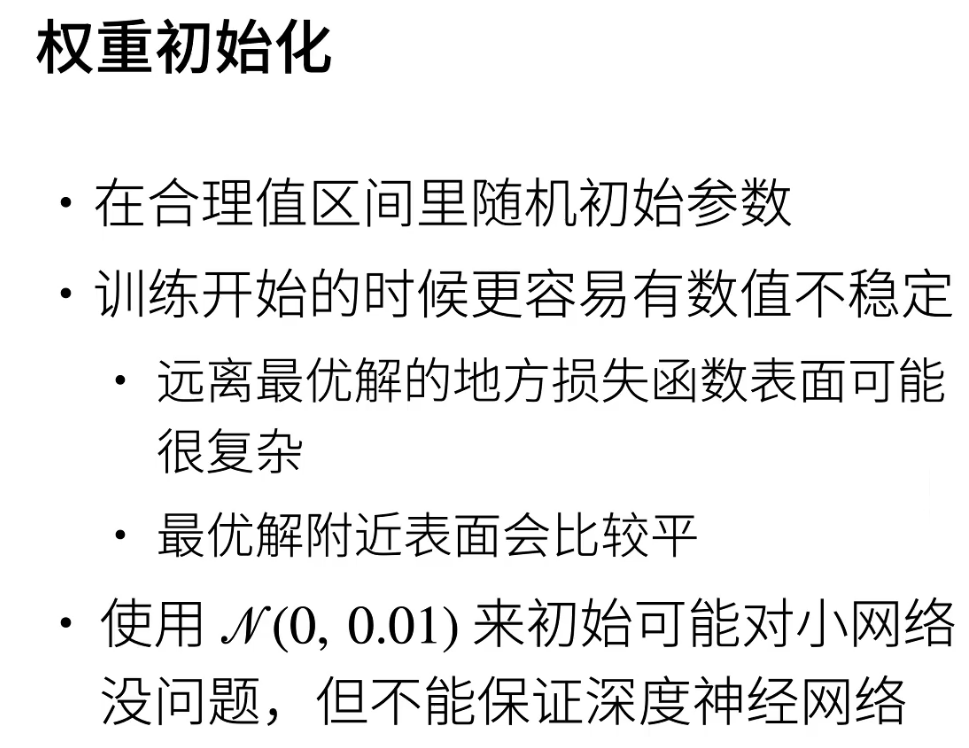 权重初始化
• 在合理值区间里随机初始参数
• 训练开始的时候更容易有数值不稳定
• 远离最优解的地方损失函数表面可能
很复杂
• 最优解附近表面会比较平
• 使用 𝒩(0, 0.01) 来初始可能对小网络
没问题，但不能保证深度神经网络